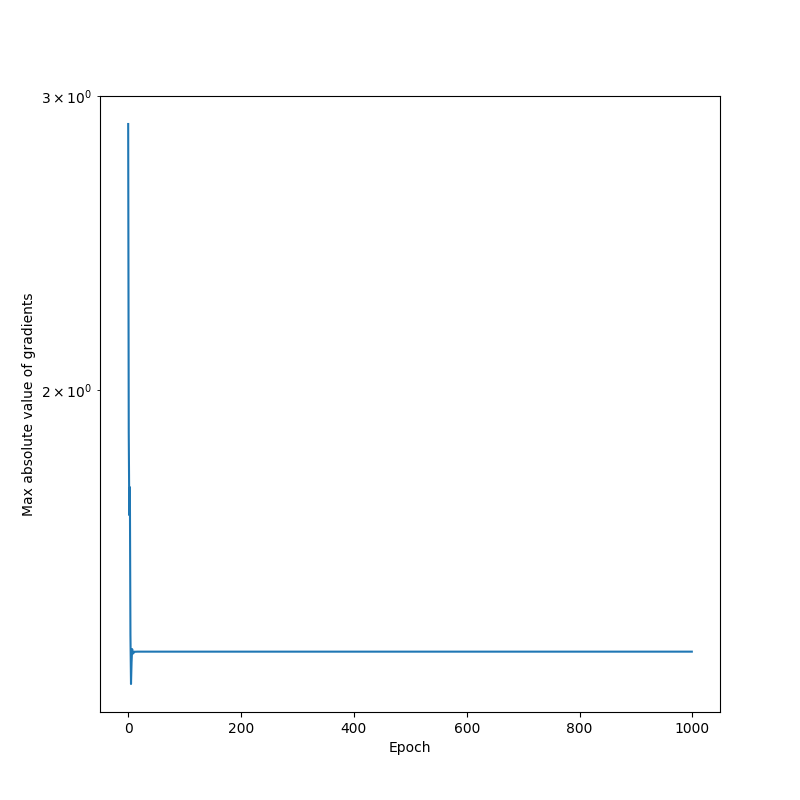 3 × 10⁰
2 × 10⁰
Max absolute value of gradients
0 200 400 600 800 1000
Epoch